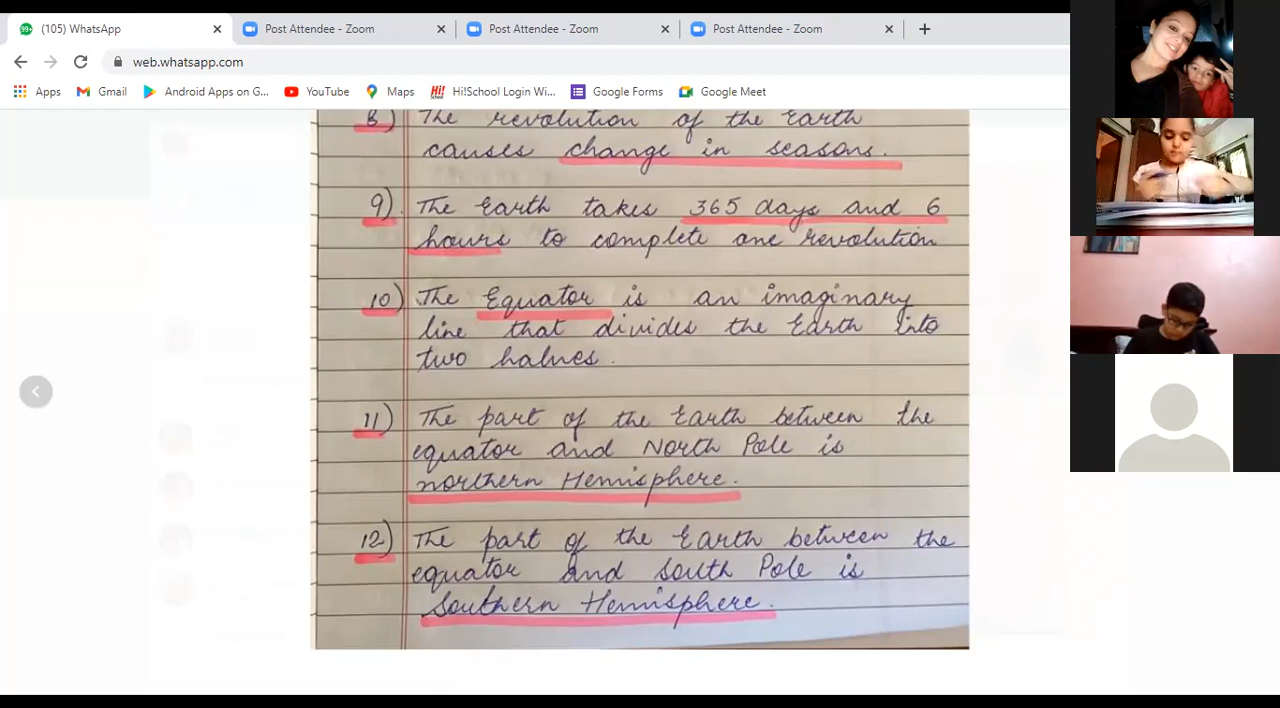 (105) WhatsApp
Post Attendee - Zoom
Post Attendee - Zoom
Post Attendee - Zoom
web.whatsapp.com
Apps
Gmail
Android Apps on G...
YouTube
Maps
Hi! Hi!School Login Wi...
Google Forms
Google Meet
8) The revolution of the Earth
causes change in seasons.
9) The Earth takes 365 days and 6
hours to complete one revolution
10) The Equator is an imaginary
line that divides the Earth into
two halves.
11) The part of the Earth between the
equator and North Pole is
northern Hemisphere.
12) The part of the Earth between the
equator and south Pole is
southern Hemisphere.